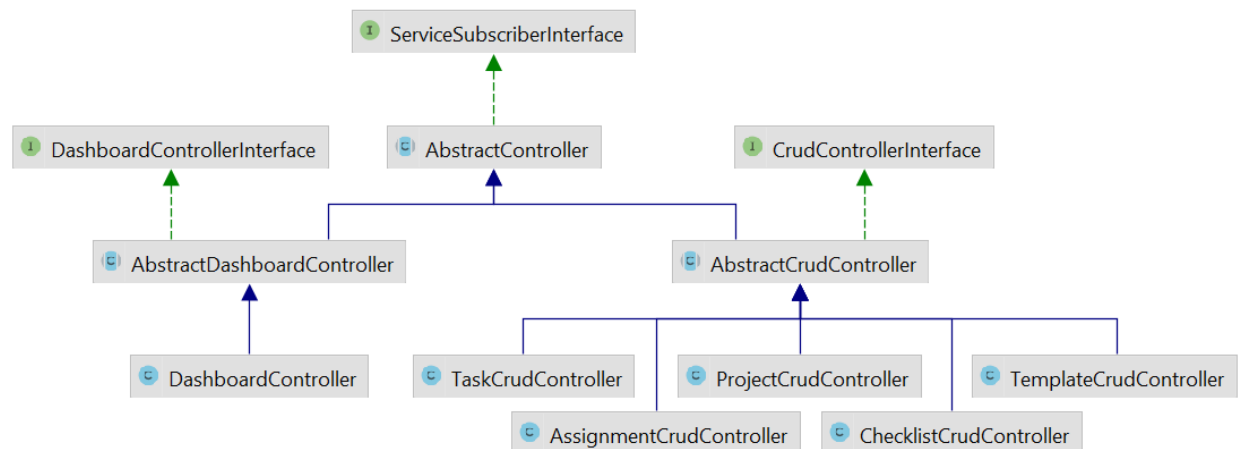 ServiceSubscriberInterface
DashboardControllerInterface
AbstractController
CrudControllerInterface
AbstractDashboardController
AbstractCrudController
DashboardController
TaskCrudController
ProjectCrudController
TemplateCrudController
AssignmentCrudController
ChecklistCrudController